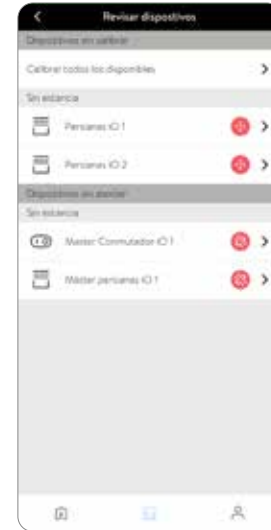 Revisar dispositivos
Dispositivos sin calibrar
Calibrar todos los disponibles
Sin estancia
Persianas iO 1
Persianas iO 2
Dispositivos sin asociar
Sin estancia
Master Conmutador iO 1
Máster persianas iO 1